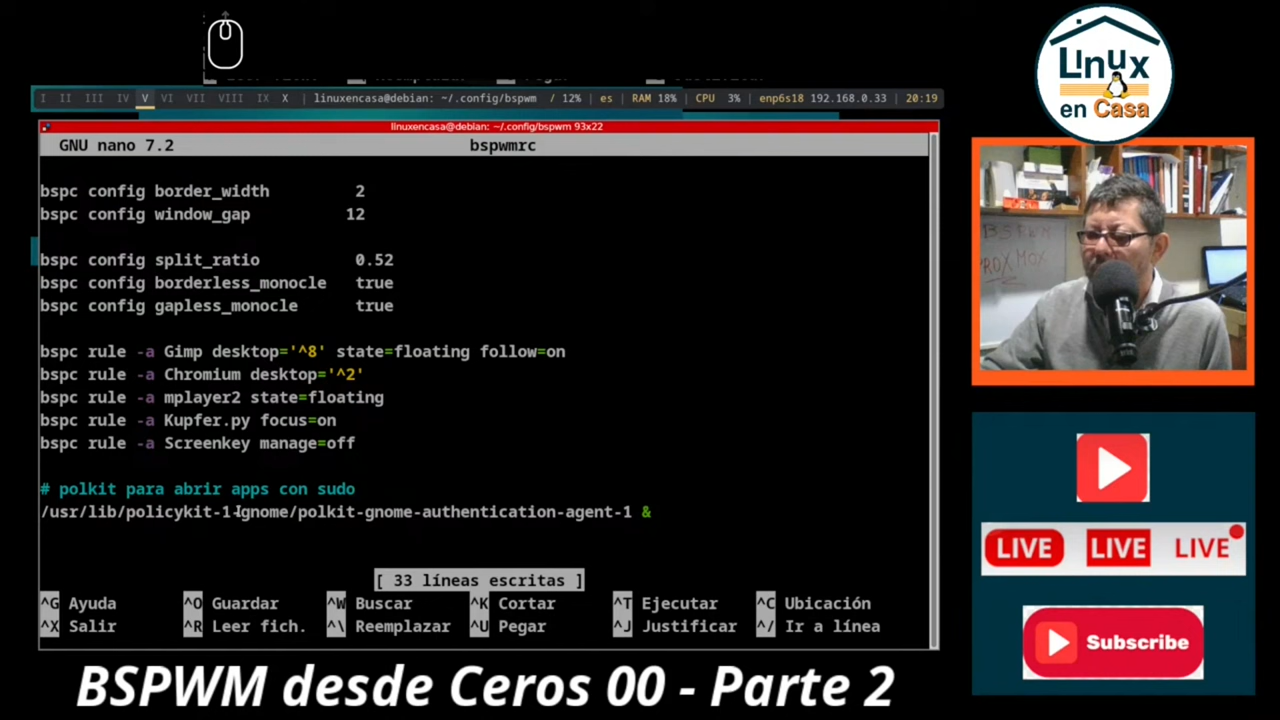 I II III IV V VI VII VIII IX X | linuxencasa@debian: ~/.config/bspwm / 12% | es | RAM 18% | CPU 3% | enp6s18 192.168.0.33 | 20:19
linuxencasa@debian: ~/.config/bspwm 93x22
GNU nano 7.2 bspwmrc
bspc config border_width 2
bspc config window_gap 12
bspc config split_ratio 0.52
bspc config borderless_monocle true
bspc config gapless_monocle true
bspc rule -a Gimp desktop='^8' state=floating follow=on
bspc rule -a Chromium desktop='^2'
bspc rule -a mplayer2 state=floating
bspc rule -a Kupfer.py focus=on
bspc rule -a Screenkey manage=off
# polkit para abrir apps con sudo
/usr/lib/policykit-1-gnome/polkit-gnome-authentication-agent-1 &
[ 33 líneas escritas ]
^G Ayuda ^O Guardar ^W Buscar ^K Cortar ^T Ejecutar ^C Ubicación
^X Salir ^R Leer fich. ^\ Reemplazar ^U Pegar ^J Justificar ^/ Ir a línea
Linux
en Casa
BSPWM
PROXMOX
LIVE LIVE LIVE
Subscribe
BSPWM desde Ceros 00 - Parte 2